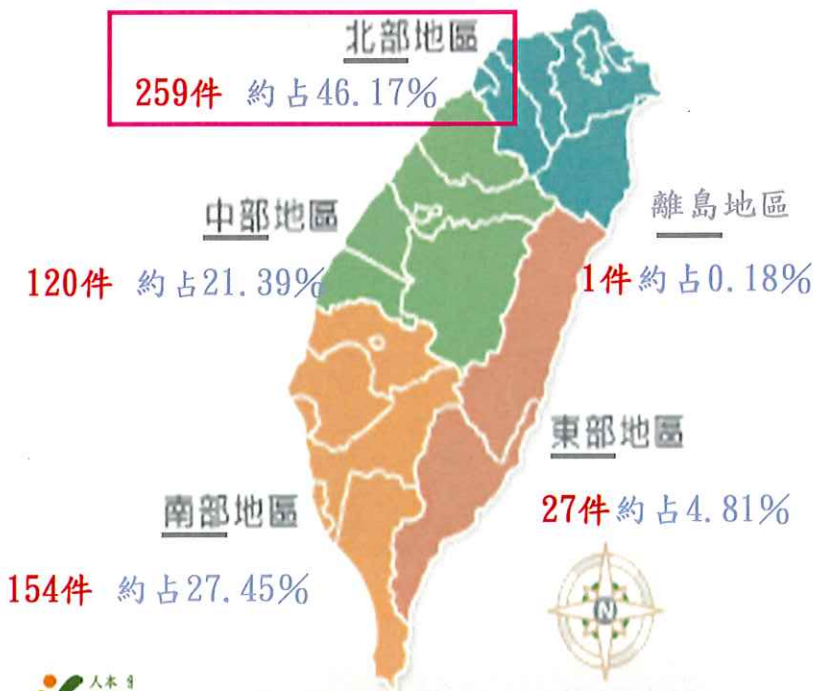 北部地區
259件 約占46.17%
中部地區
120件 約占21.39%
離島地區
1件約占0.18%
東部地區
27件約占4.81%
南部地區
154件 約占27.45%
N
人本